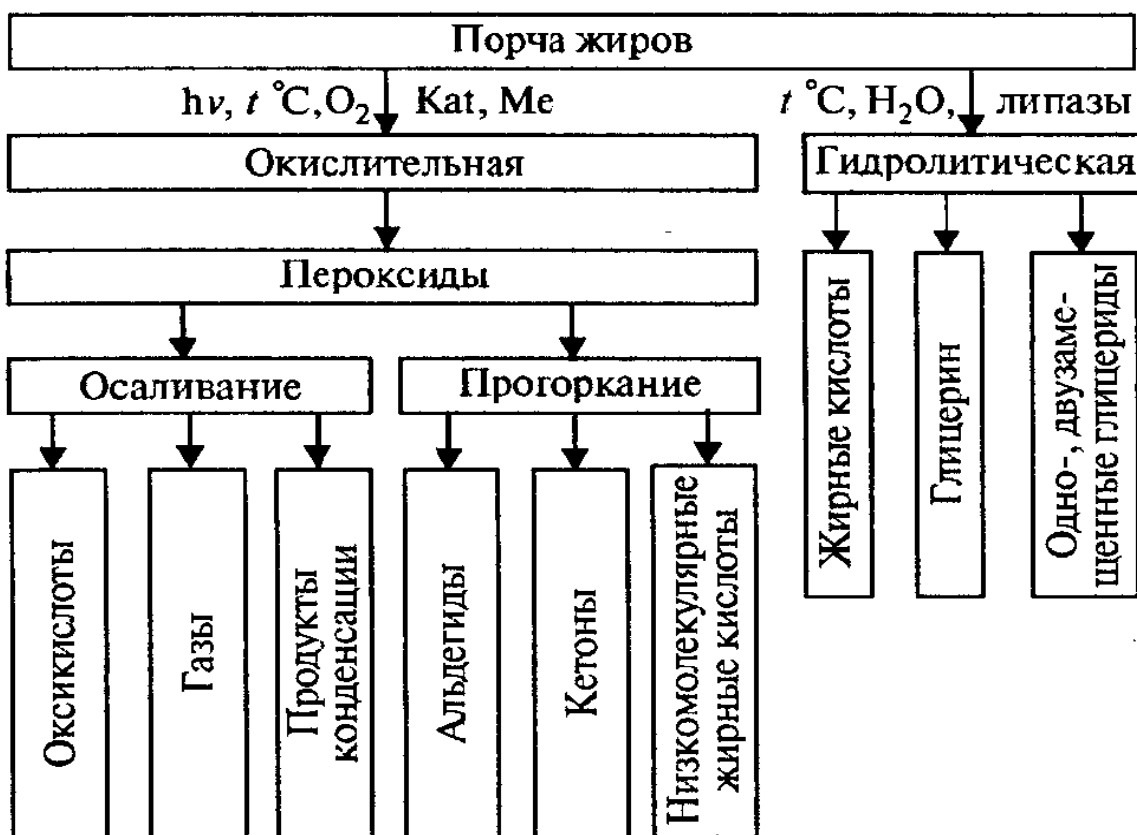 Порча жиров
hν, t °C, O₂ Kat, Me
t °C, H₂O, липазы
Окислительная
Гидролитическая
Пероксиды
Осаливание
Прогоркание
Оксикислоты
Газы
Продукты
конденсации
Альдегиды
Кетоны
Низкомолекулярные
жирные кислоты
Жирные кислоты
Глицерин
Одно-, двузаме-
щенные глицериды